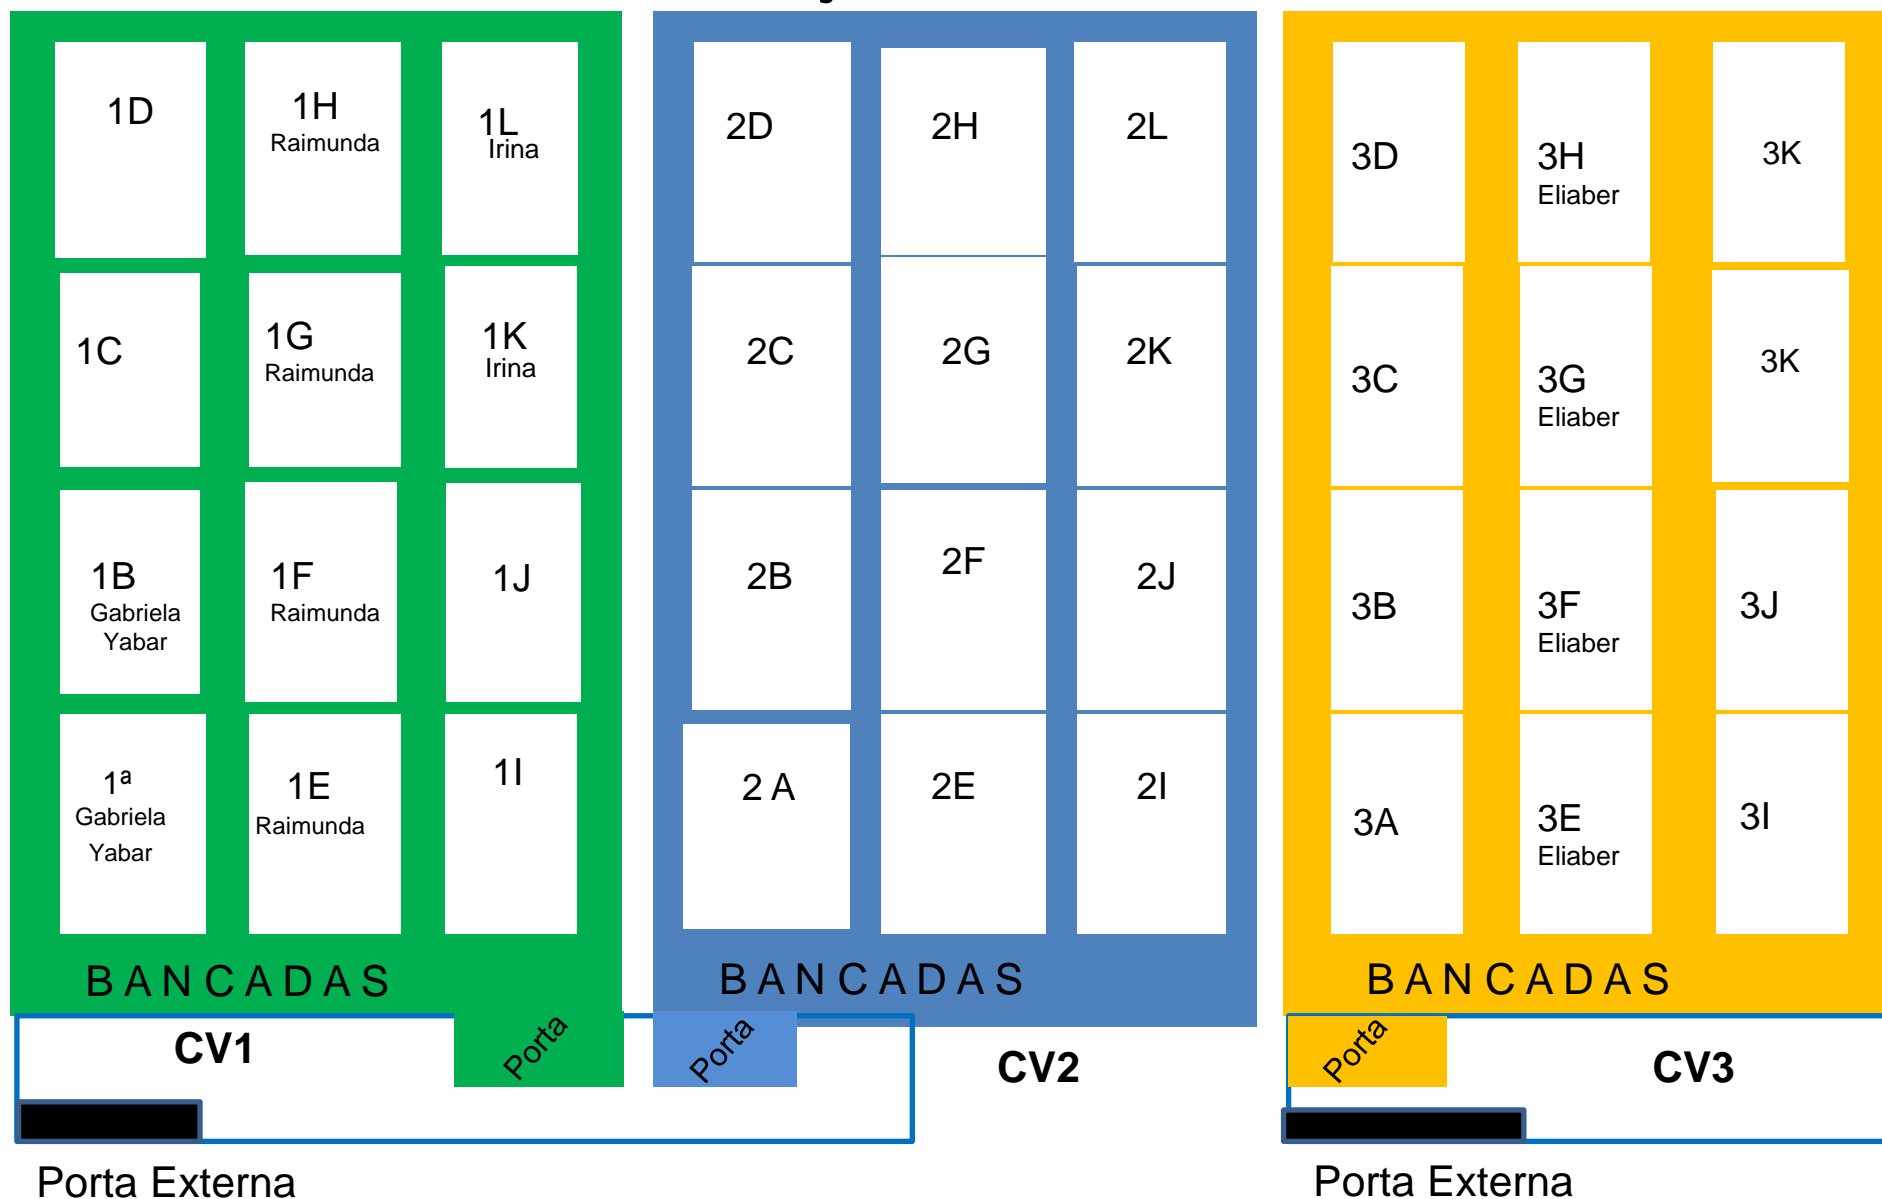 1D
1H
Raimunda
1L
Irina
1C
1G
Raimunda
1K
Irina
1B
Gabriela
Yabar
1F
Raimunda
1J
1ª
Gabriela
Yabar
1E
Raimunda
1I
B A N C A D A S
CV1
Porta
Porta Externa
2D
2H
2L
2C
2G
2K
2B
2F
2J
2 A
2E
2I
B A N C A D A S
Porta
CV2
3D
3H
Eliaber
3K
3C
3G
Eliaber
3K
3B
3F
Eliaber
3J
3A
3E
Eliaber
3I
B A N C A D A S
Porta
CV3
Porta Externa